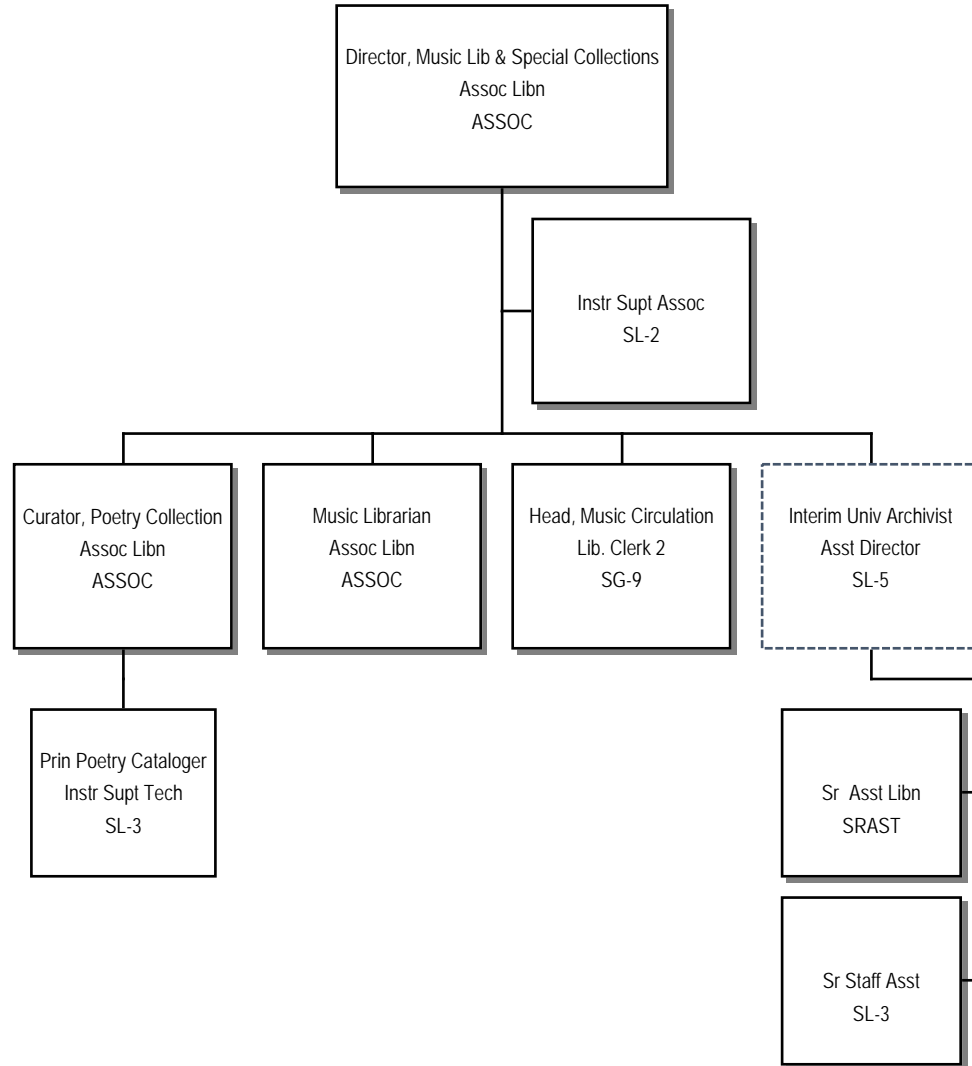 Director, Music Lib & Special Collections
Assoc Libn
ASSOC
Instr Supt Assoc
SL-2
Curator, Poetry Collection
Assoc Libn
ASSOC
Music Librarian
Assoc Libn
ASSOC
Head, Music Circulation
Lib. Clerk 2
SG-9
Interim Univ Archivist
Asst Director
SL-5
Prin Poetry Cataloger
Instr Supt Tech
SL-3
Sr Asst Libn
SRAST
Sr Staff Asst
SL-3